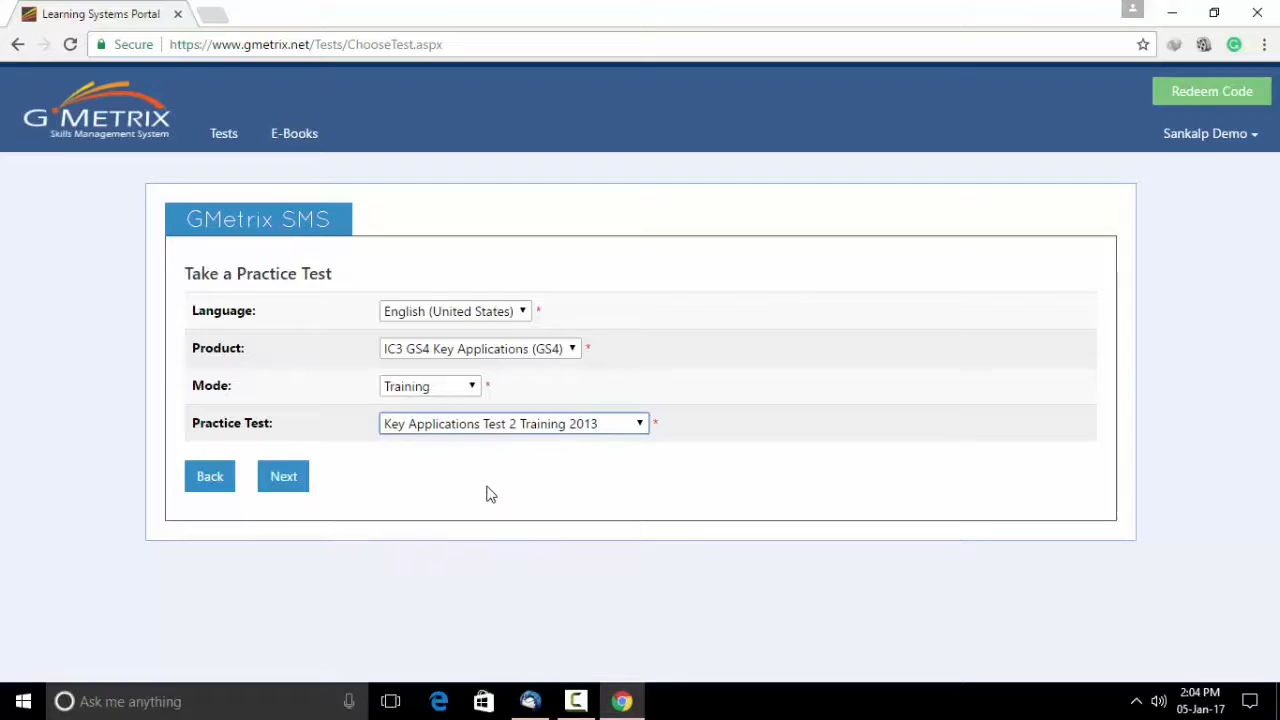 Learning Systems Portal
Secure https://www.gmetrix.net/Tests/ChooseTest.aspx
Redeem Code
GMETRIX
Skills Management System
Tests E-Books
Sankalp Demo
GMetrix SMS
Take a Practice Test
Language: English (United States) *
Product: IC3 GS4 Key Applications (GS4) *
Mode: Training *
Practice Test: Key Applications Test 2 Training 2013 *
Back Next
Ask me anything
2:04 PM
05-Jan-17